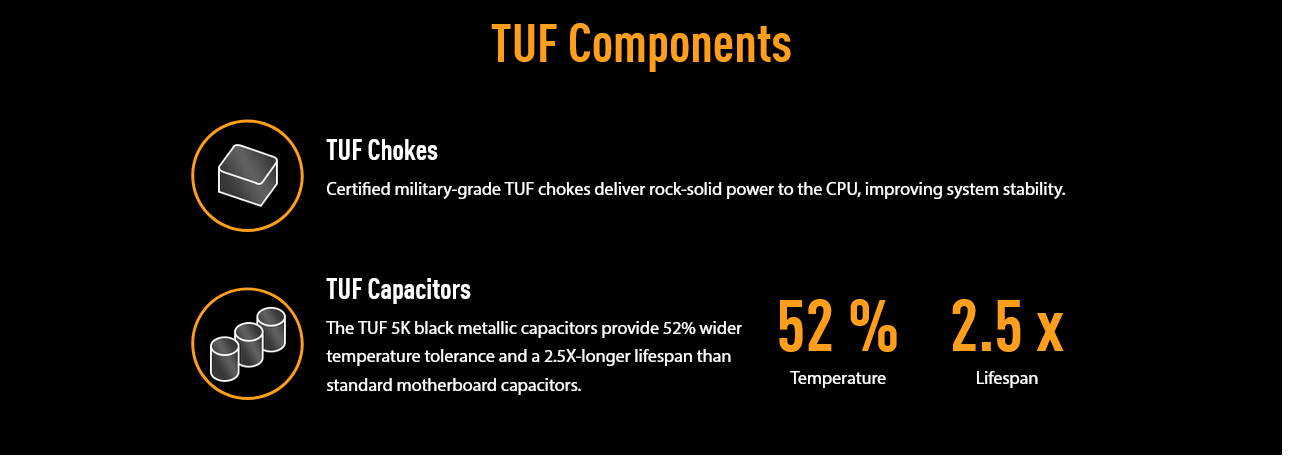 TUF Components
TUF Chokes
Certified military-grade TUF chokes deliver rock-solid power to the CPU, improving system stability.
TUF Capacitors
The TUF 5K black metallic capacitors provide 52% wider
temperature tolerance and a 2.5X-longer lifespan than
standard motherboard capacitors.
52 %
Temperature
2.5 x
Lifespan